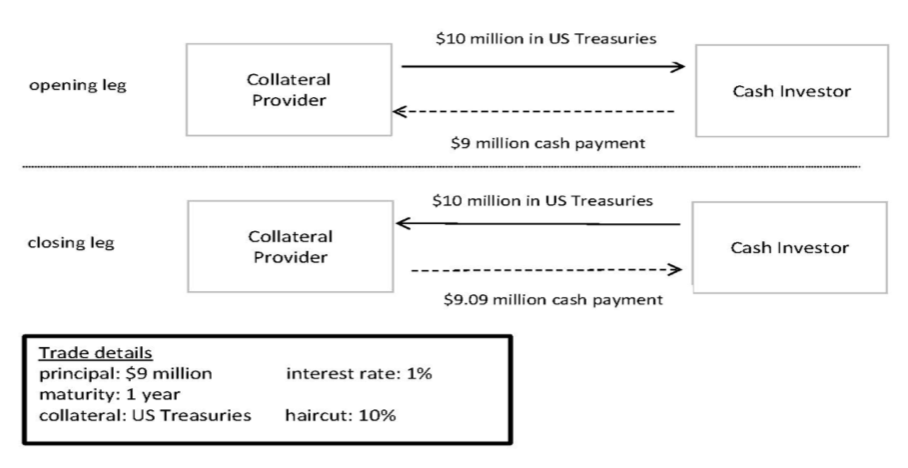 $10 million in US Treasuries
opening leg
Collateral
Provider
Cash Investor
$9 million cash payment
$10 million in US Treasuries
closing leg
Collateral
Provider
Cash Investor
$9.09 million cash payment
Trade details
principal: $9 million interest rate: 1%
maturity: 1 year
collateral: US Treasuries haircut: 10%